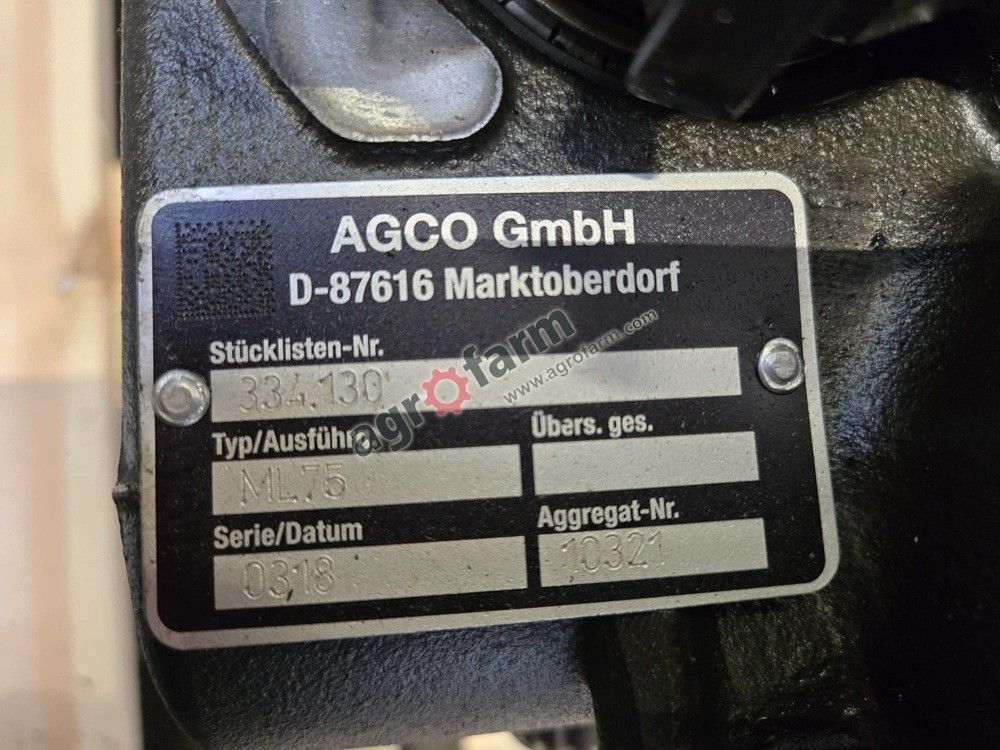 AGCO GmbH
D-87616 Marktoberdorf
Stücklisten-Nr.
334.130
Typ/Ausführ
Übers. ges.
ML75
Serie/Datum
Aggregat-Nr.
0318
10321
agrofarm
www.agrofarm.com